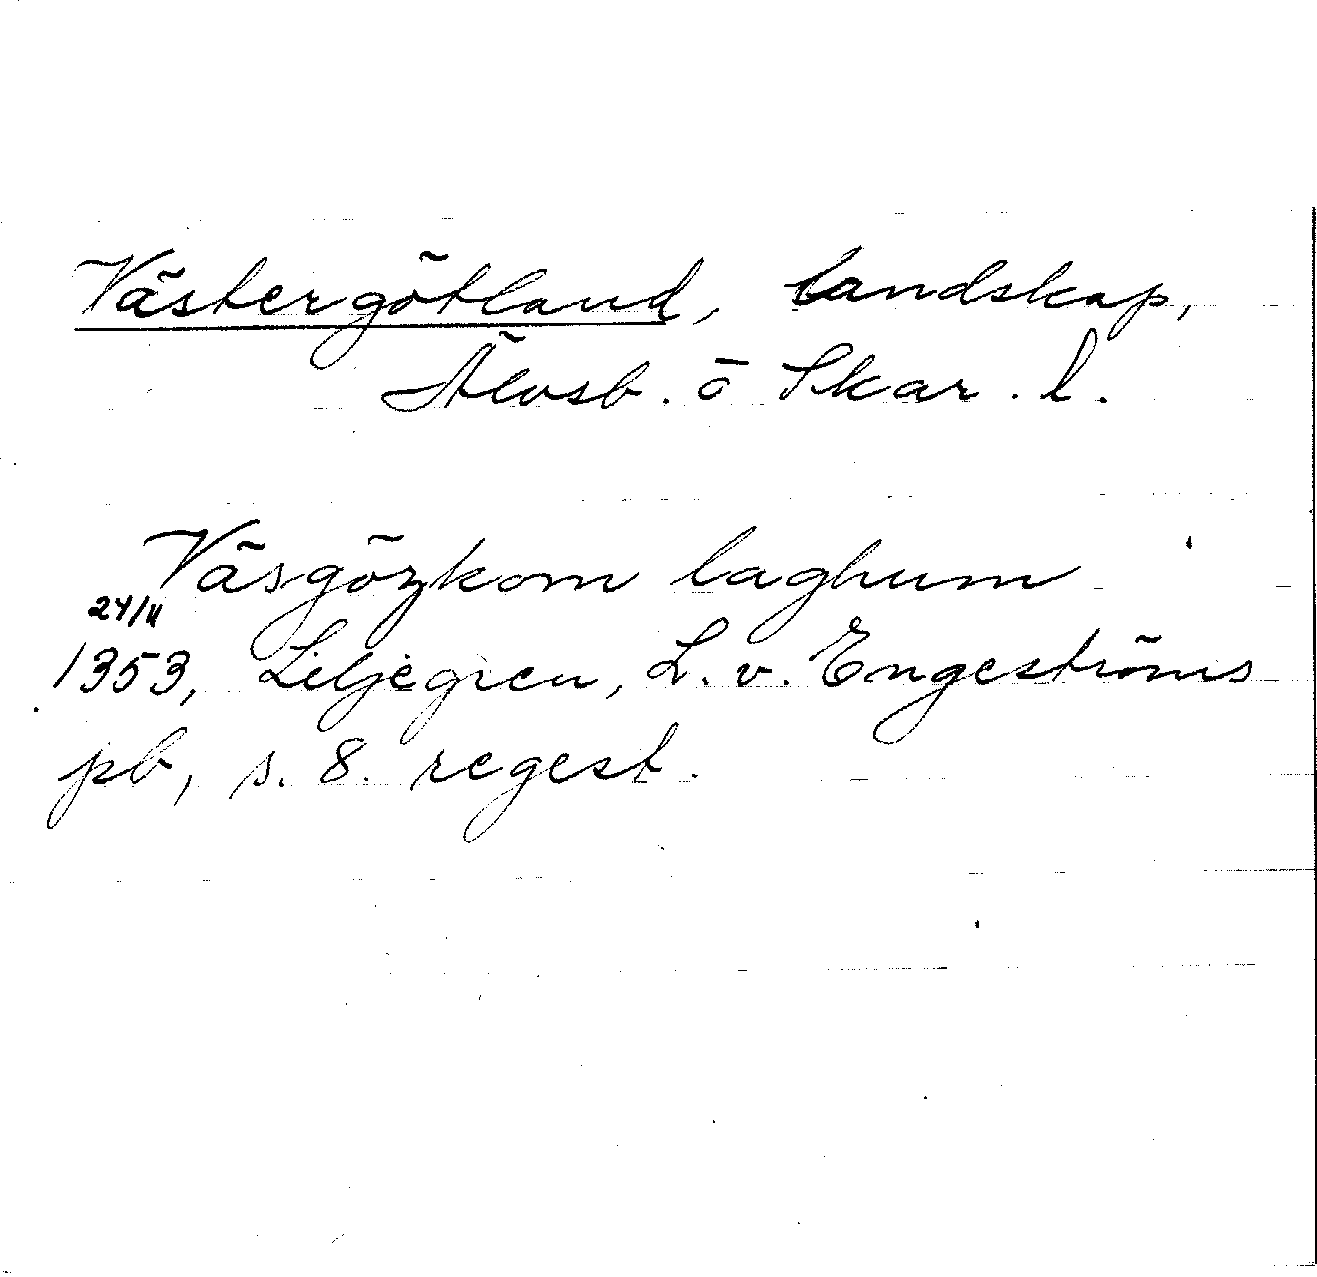 Västergötland, landskap,
Älvsb. o Skar. l.
Väsgözkom laghum
24/11
1353, Liljegren, L. v. Engeströms
pb, s. 8. regest.